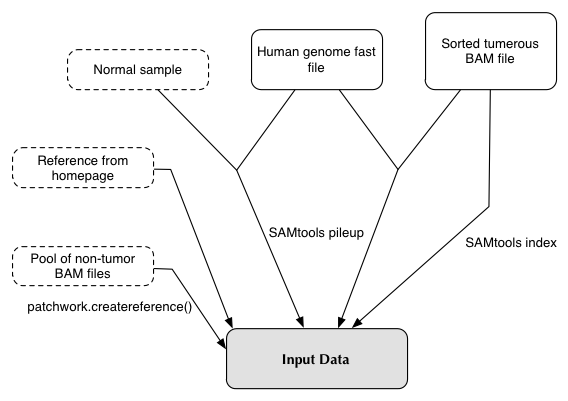 Normal sample
Human genome fast
file
Sorted tumerous
BAM file
Reference from
homepage
SAMtools pileup
SAMtools index
Pool of non-tumor
BAM files
patchwork.createreference()
Input Data